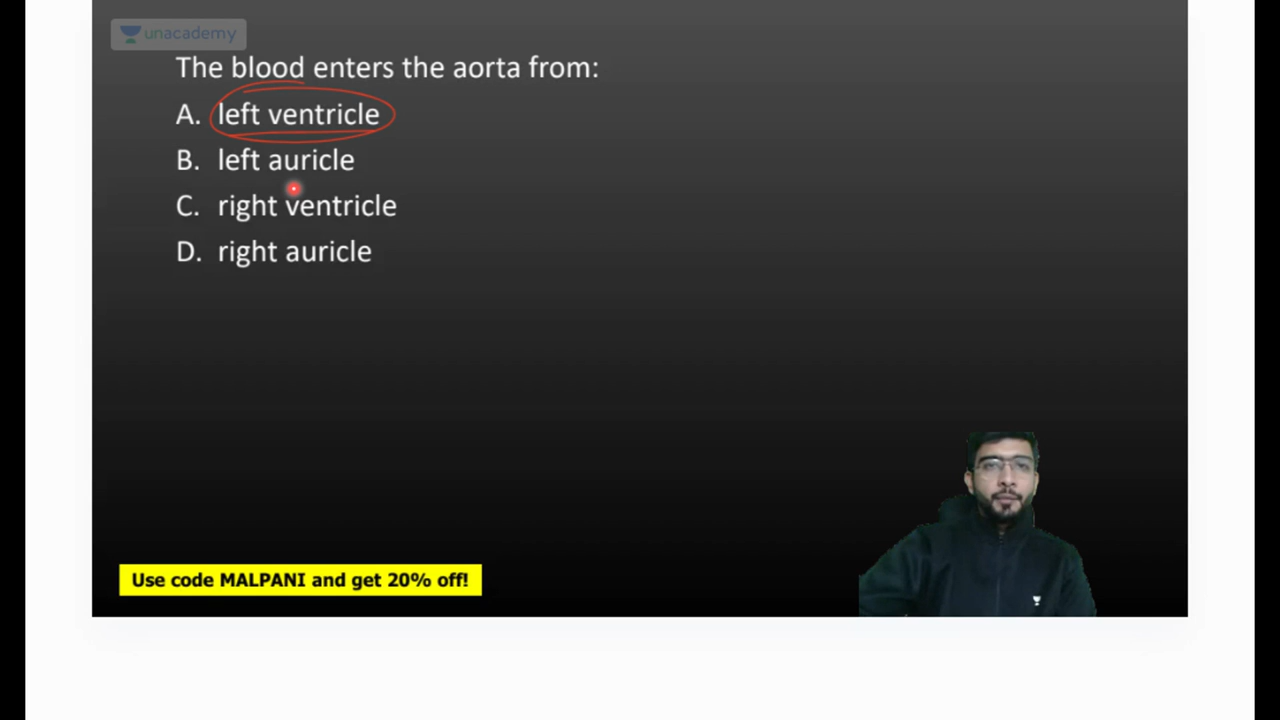 unacademy
The blood enters the aorta from:
A. left ventricle
B. left auricle
C. right ventricle
D. right auricle
Use code MALPANI and get 20% off!